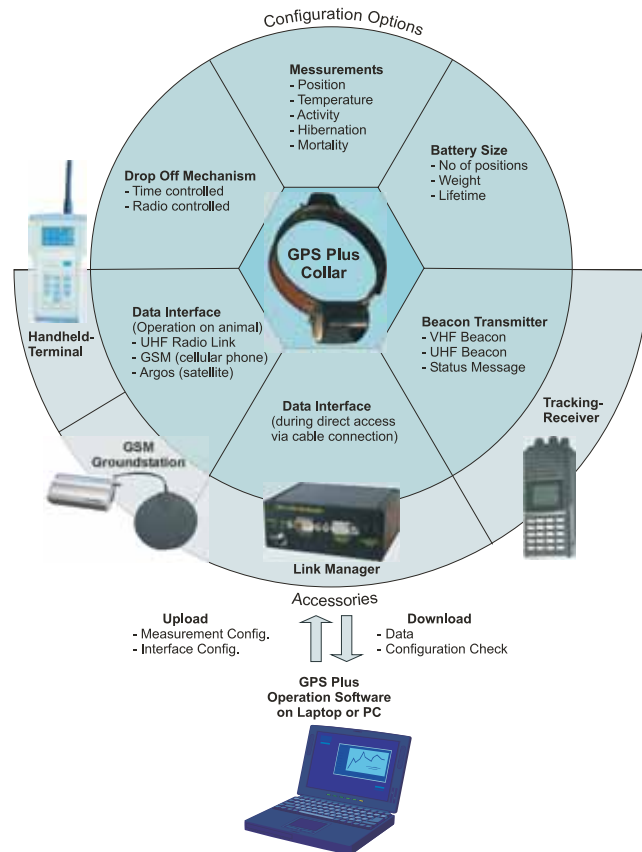 Configuration Options
Messurements
- Position
- Temperature
- Activity
- Hibernation
- Mortality
Battery Size
- No of positions
- Weight
- Lifetime
Drop Off Mechanism
- Time controlled
- Radio controlled
GPS Plus
Collar
Handheld-
Terminal
Data Interface
(Operation on animal)
- UHF Radio Link
- GSM (cellular phone)
- Argos (satellite)
Beacon Transmitter
- VHF Beacon
- UHF Beacon
- Status Message
Data Interface
(during direct access
via cable connection)
Tracking-
Receiver
GSM
Groundstation
Link Manager
Accessories
Upload
- Measurement Config.
- Interface Config.
Download
- Data
- Configuration Check
GPS Plus
Operation Software
on Laptop or PC